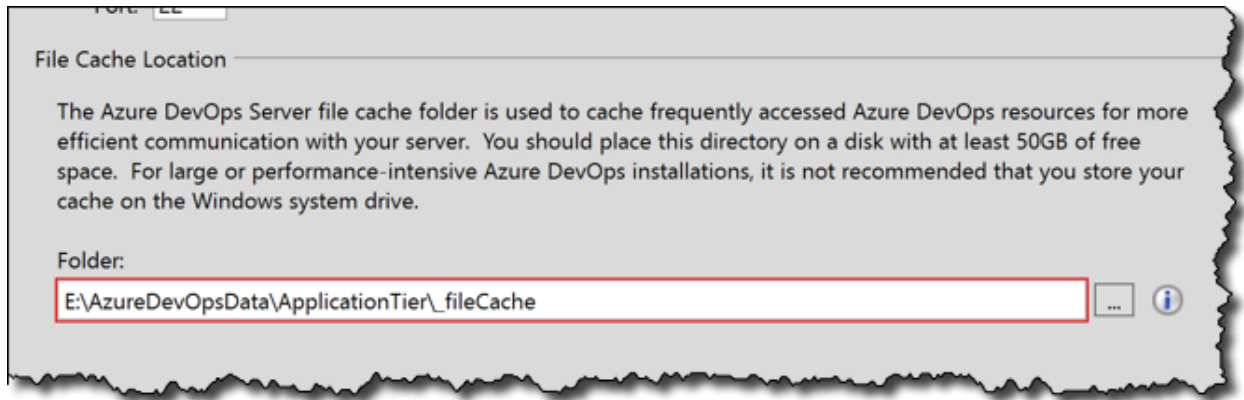 File Cache Location
The Azure DevOps Server file cache folder is used to cache frequently accessed Azure DevOps resources for more
efficient communication with your server.  You should place this directory on a disk with at least 50GB of free
space.  For large or performance-intensive Azure DevOps installations, it is not recommended that you store your
cache on the Windows system drive.
Folder:
E:\AzureDevOpsData\ApplicationTier\_fileCache
...